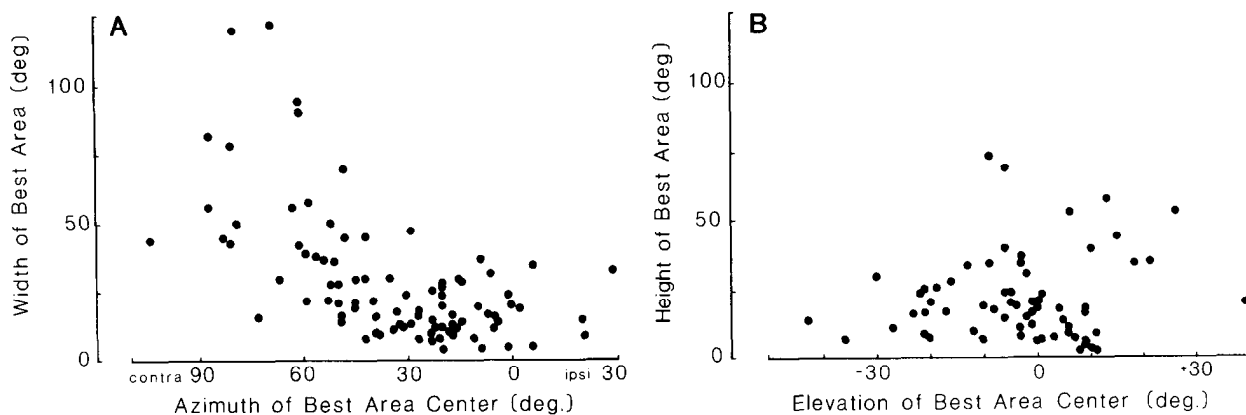 A
Width of Best Area (deg)
100
50
0
contra 90 60 30 0 ipsi 30
Azimuth of Best Area Center (deg.)
B
Height of Best Area (deg)
100
50
0
-30 0 +30
Elevation of Best Area Center (deg.)